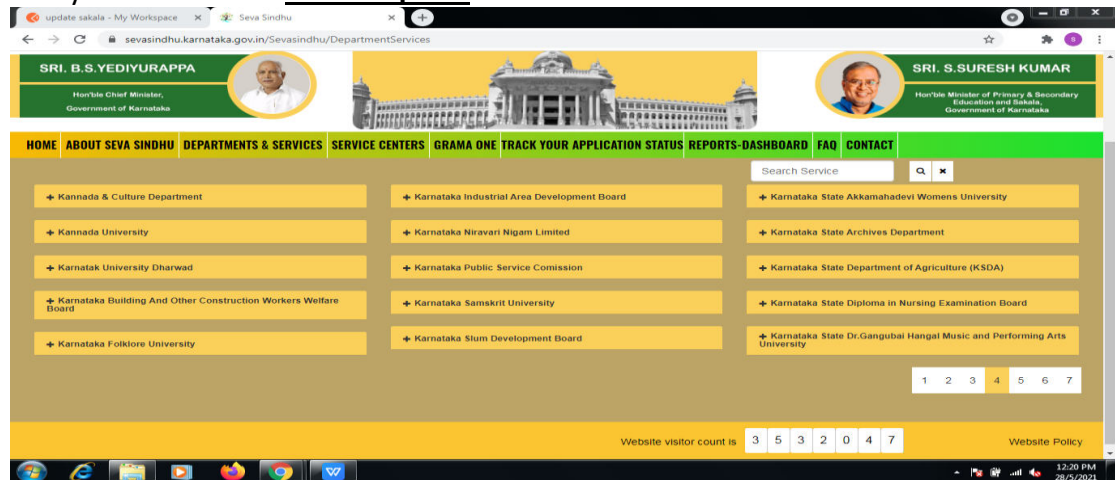 update sakala - My Workspace
Seva Sindhu
sevasindhu.karnataka.gov.in/Sevasindhu/DepartmentServices
SRI. B.S.YEDIYURAPPA
Hon'ble Chief Minister,
Government of Karnataka
SRI. S.SURESH KUMAR
Hon'ble Minister of Primary & Secondary
Education and Sakala,
Government of Karnataka
HOME ABOUT SEVA SINDHU DEPARTMENTS & SERVICES SERVICE CENTERS GRAMA ONE TRACK YOUR APPLICATION STATUS REPORTS-DASHBOARD FAQ CONTACT
Search Service
+ Kannada & Culture Department
+ Kannada University
+ Karnatak University Dharwad
+ Karnataka Building And Other Construction Workers Welfare
Board
+ Karnataka Folklore University
+ Karnataka Industrial Area Development Board
+ Karnataka Niravari Nigam Limited
+ Karnataka Public Service Comission
+ Karnataka Samskrit University
+ Karnataka Slum Development Board
+ Karnataka State Akkamahadevi Womens University
+ Karnataka State Archives Department
+ Karnataka State Department of Agriculture (KSDA)
+ Karnataka State Diploma in Nursing Examination Board
+ Karnataka State Dr.Gangubai Hangal Music and Performing Arts
University
1 2 3 4 5 6 7
Website visitor count is 3 5 3 2 0 4 7
Website Policy
12:20 PM
28/5/2021